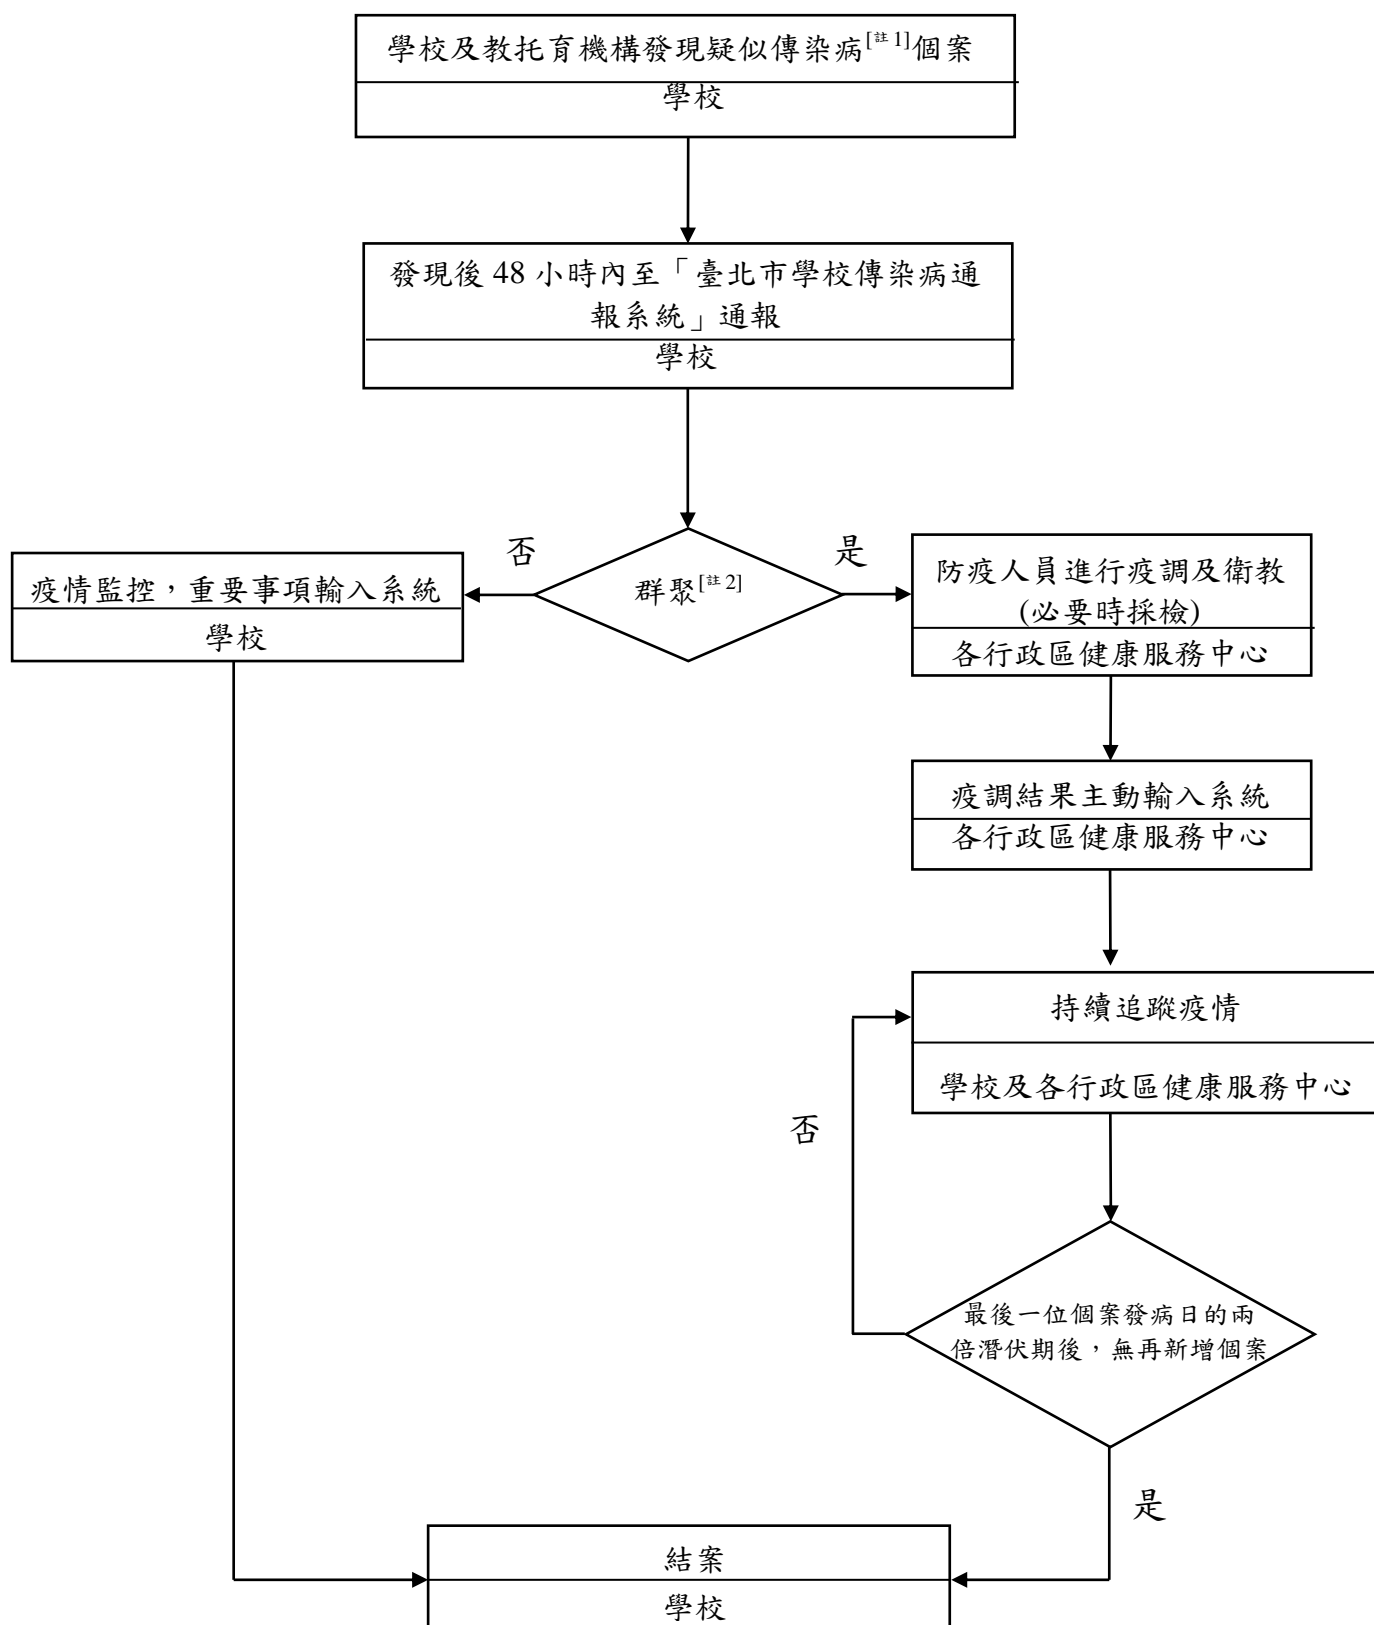 學校及教托育機構發現疑似傳染病[註 1]個案
學校
發現後 48 小時內至「臺北市學校傳染病通
報系統」通報
學校
否
是
群聚[註 2]
疫情監控，重要事項輸入系統
學校
防疫人員進行疫調及衛教
(必要時採檢)
各行政區健康服務中心
疫調結果主動輸入系統
各行政區健康服務中心
持續追蹤疫情
學校及各行政區健康服務中心
否
最後一位個案發病日的兩
倍潛伏期後，無再新增個案
是
結案
學校